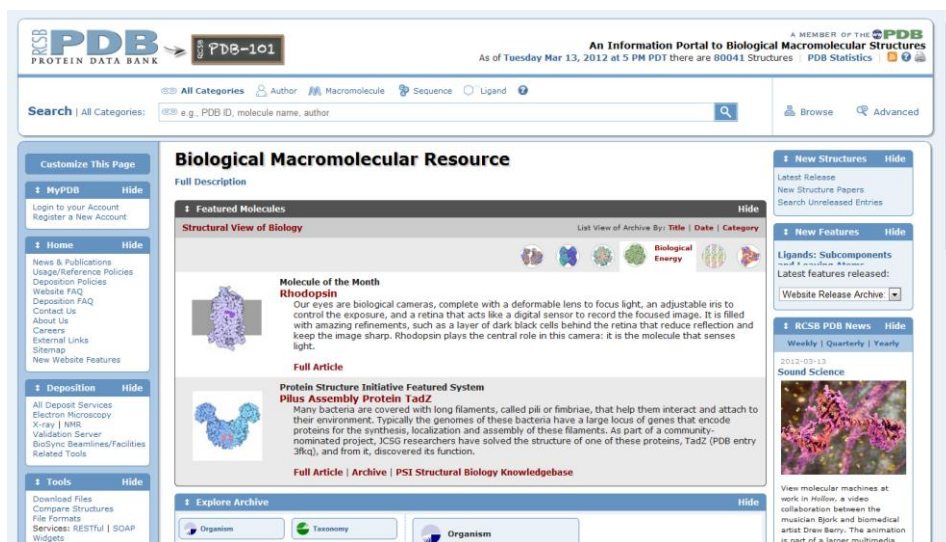 RCSB PDB
PROTEIN DATA BANK
RCSB PDB-101
A MEMBER OF THE PDB
An Information Portal to Biological Macromolecular Structures
As of Tuesday Mar 13, 2012 at 5 PM PDT there are 80041 Structures | PDB Statistics
All Categories Author Macromolecule Sequence Ligand
Search | All Categories:
e.g., PDB ID, molecule name, author
Browse Advanced
Customize This Page
MyPDB Hide
Login to your Account
Register a New Account
Home Hide
News & Publications
Usage/Reference Policies
Deposition Policies
Website FAQ
Deposition FAQ
Contact Us
About Us
Careers
External Links
Sitemap
New Website Features
Deposition Hide
All Deposit Services
Electron Microscopy
X-ray | NMR
Validation Server
BioSync Beamlines/Facilities
Related Tools
Tools Hide
Download Files
Compare Structures
File Formats
Services: RESTful | SOAP
Widgets
Biological Macromolecular Resource
Full Description
Featured Molecules Hide
Structural View of Biology
List View of Archive By: Title | Date | Category
Biological
Energy
Molecule of the Month
Rhodopsin
Our eyes are biological cameras, complete with a deformable lens to focus light, an adjustable iris to
control the exposure, and a retina that acts like a digital sensor to record the focused image. It is filled
with amazing refinements, such as a layer of dark black cells behind the retina that reduce reflection and
keep the image sharp. Rhodopsin plays the central role in this camera: it is the molecule that senses
light.
Full Article
Protein Structure Initiative Featured System
Pilus Assembly Protein TadZ
Many bacteria are covered with long filaments, called pili or fimbriae, that help them interact and attach to
their environment. Typically the genomes of these bacteria have a large locus of genes that encode
proteins for the synthesis, localization and assembly of these filaments. As part of a community-
nominated project, JCSG researchers have solved the structure of one of these proteins, TadZ (PDB entry
3fkq), and from it, discovered its function.
Full Article | Archive | PSI Structural Biology Knowledgebase
Explore Archive Hide
Organism
Taxonomy
Organism
New Structures Hide
Latest Release
New Structure Papers
Search Unreleased Entries
New Features Hide
Ligands: Subcomponents
and Leaving Atoms
Latest features released:
Website Release Archive:
RCSB PDB News Hide
Weekly | Quarterly | Yearly
2012-03-13
Sound Science
View molecular machines at
work in Hollow, a video
collaboration between the
musician Bjork and biomedical
artist Drew Berry. The animation
is part of a larger multimedia